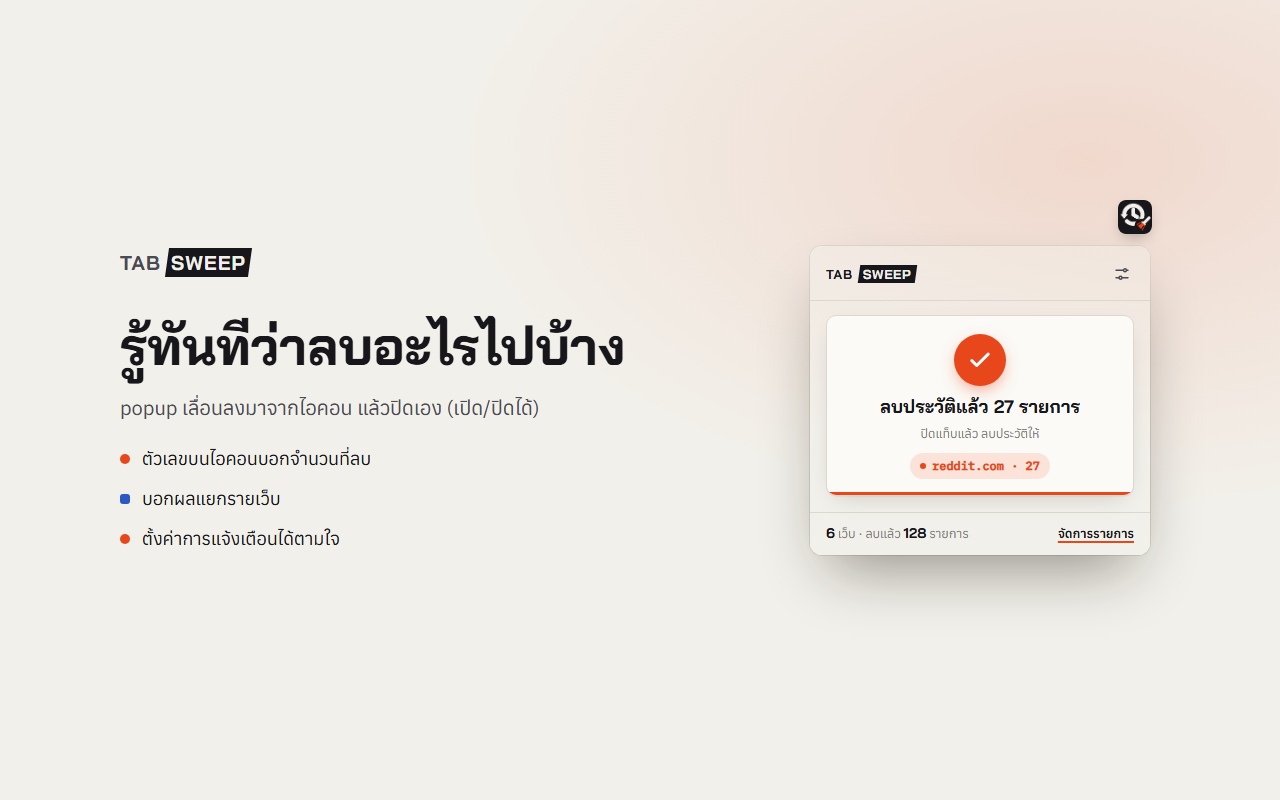 TAB SWEEP
รู้ทันทีว่าลบอะไรไปบ้าง
popup เลื่อนลงมาจากไอคอน แล้วปิดเอง (เปิด/ปิดได้)
ตัวเลขบนไอคอนบอกจำนวนที่ลบ
บอกผลแยกรายเว็บ
ตั้งค่าการแจ้งเตือนได้ตามใจ
TAB SWEEP
ลบประวัติแล้ว 27 รายการ
ปิดแท็บแล้ว ลบประวัติให้
reddit.com · 27
6 เว็บ · ลบแล้ว 128 รายการ
จัดการรายการ